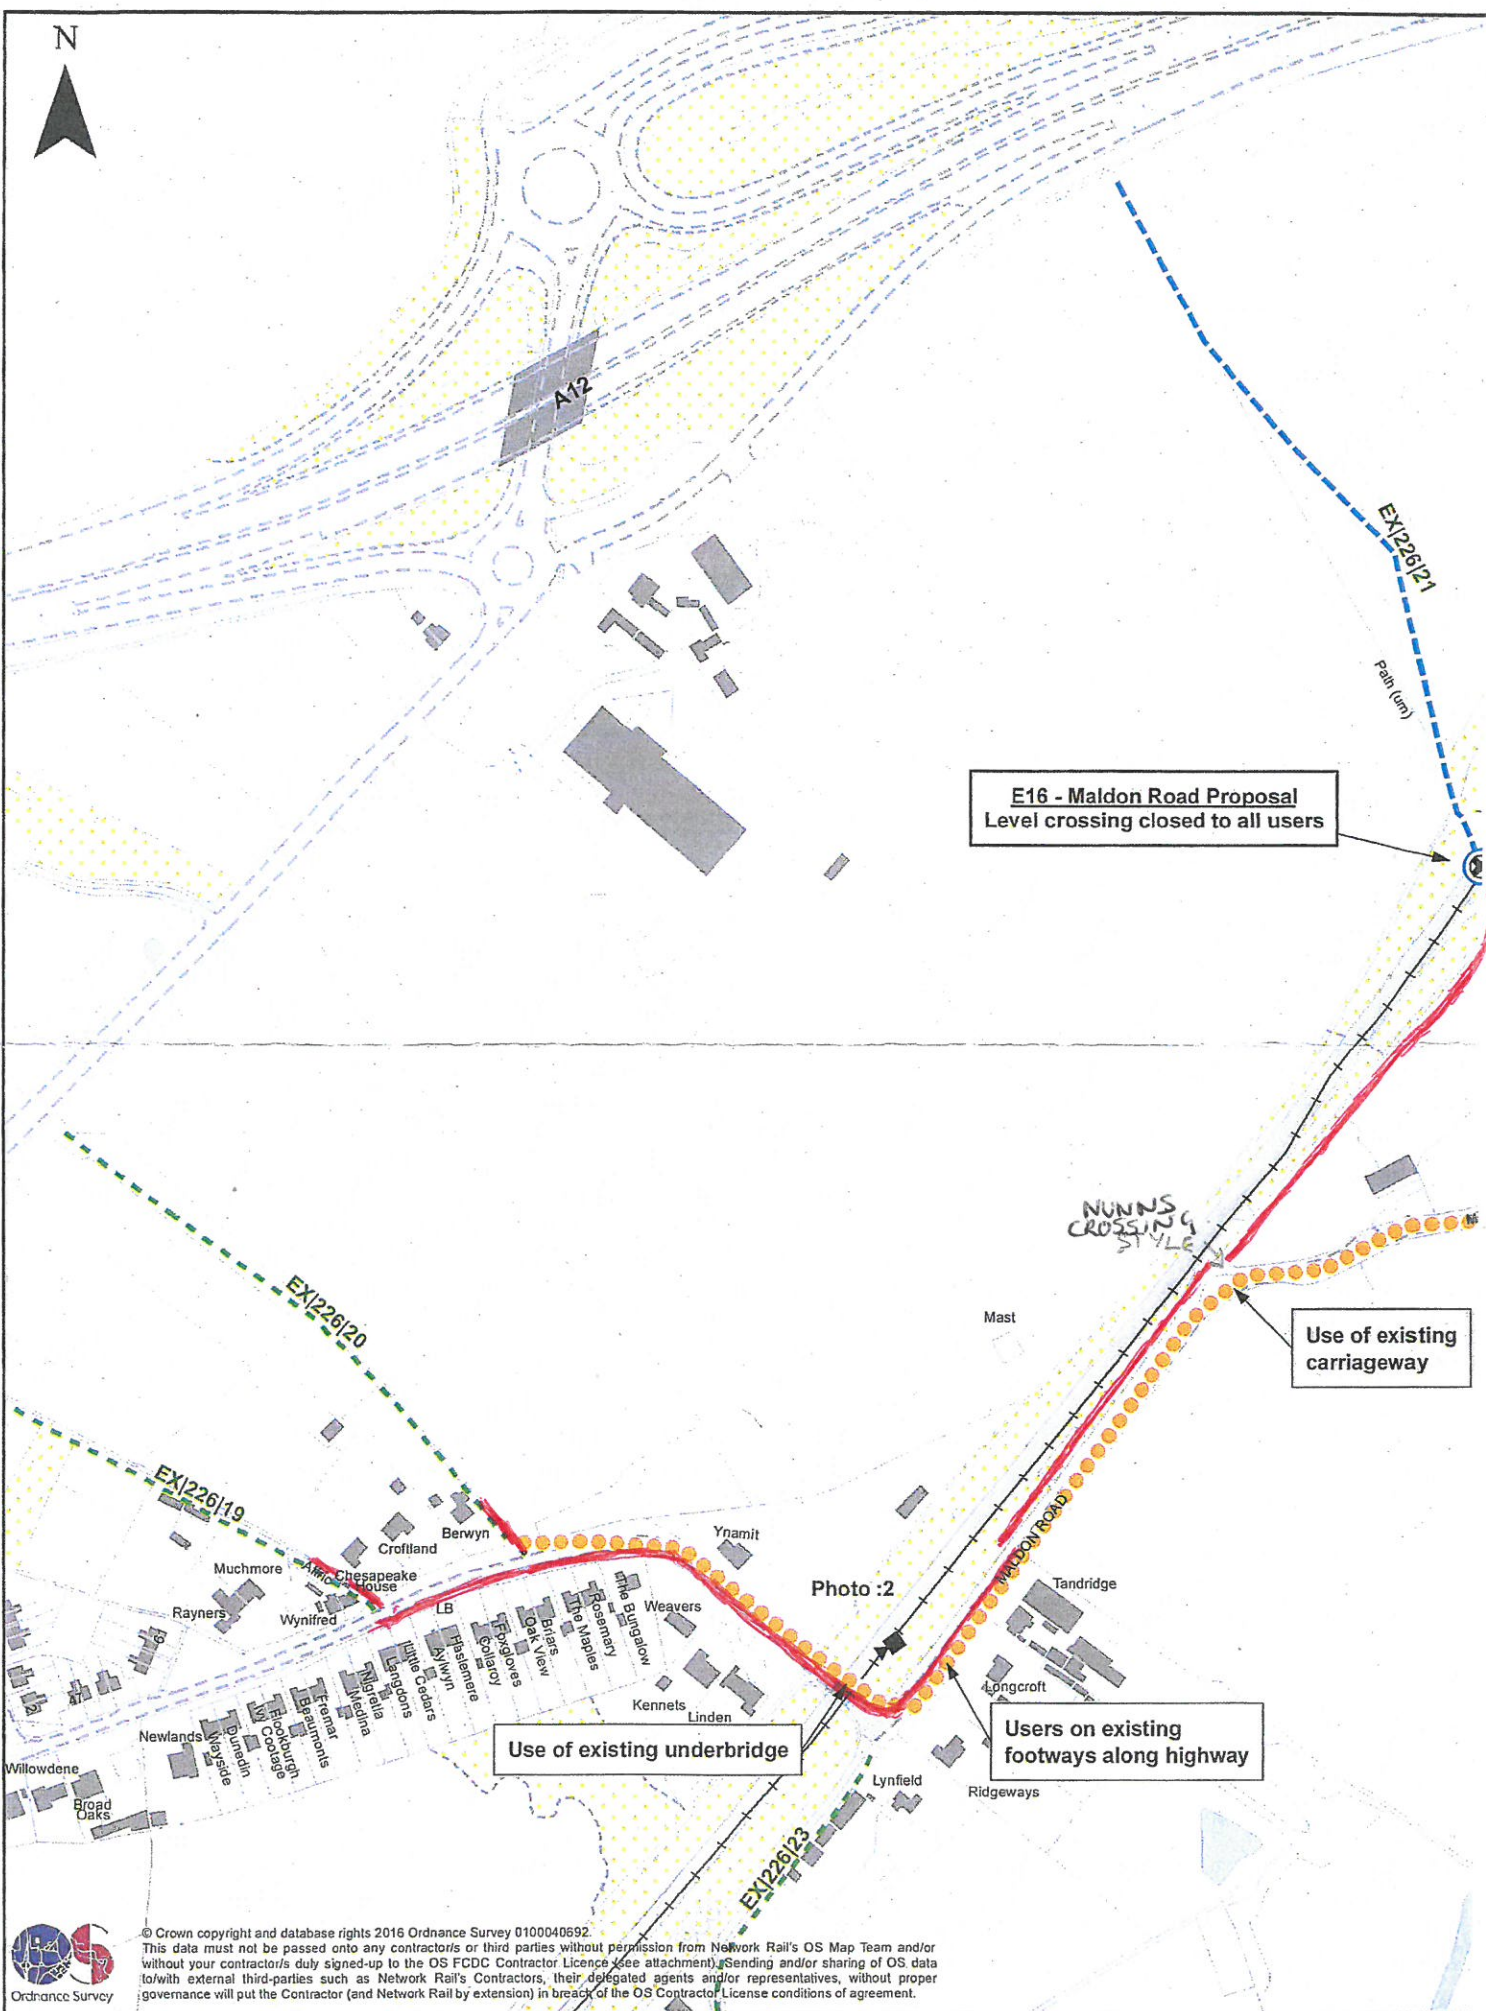 N
A12
EX|226|21
Path (um)
E16 - Maldon Road Proposal
Level crossing closed to all users
NUNNS
CROSSING
STYLE
Mast
Use of existing
carriageway
EX|226|20
EX|226|19
Berwyn
Croftland
Muchmore
Chesapeake
House
Rayners
Wynifred
LB
Ynamit
Photo :2
MALDON ROAD
Tandridge
Weavers
The Bungalow
Rosemary
The Maples
Briars
Oak View
Foxgloves
Collaroy
Haslemere
Aylwyn
Little Cedars
Langdons
Nigrella
Medina
Fremar
Beaumonts
Flookburgh
Ivy Cootage
Dunedin
Wayside
Newlands
Kennets
Linden
Longcroft
67
47
Willowdene
Broad
Oaks
Use of existing underbridge
Users on existing
footways along highway
Lynfield
Ridgeways
EX|226|23
Ordnance Survey
© Crown copyright and database rights 2016 Ordnance Survey 0100040692.
This data must not be passed onto any contractor/s or third parties without permission from Network Rail's OS Map Team and/or
without your contractor/s duly signed-up to the OS FCDC Contractor Licence (see attachment). Sending and/or sharing of OS data
to/with external third-parties such as Network Rail's Contractors, their delegated agents and/or representatives, without proper
governance will put the Contractor (and Network Rail by extension) in breach of the OS Contractor License conditions of agreement.